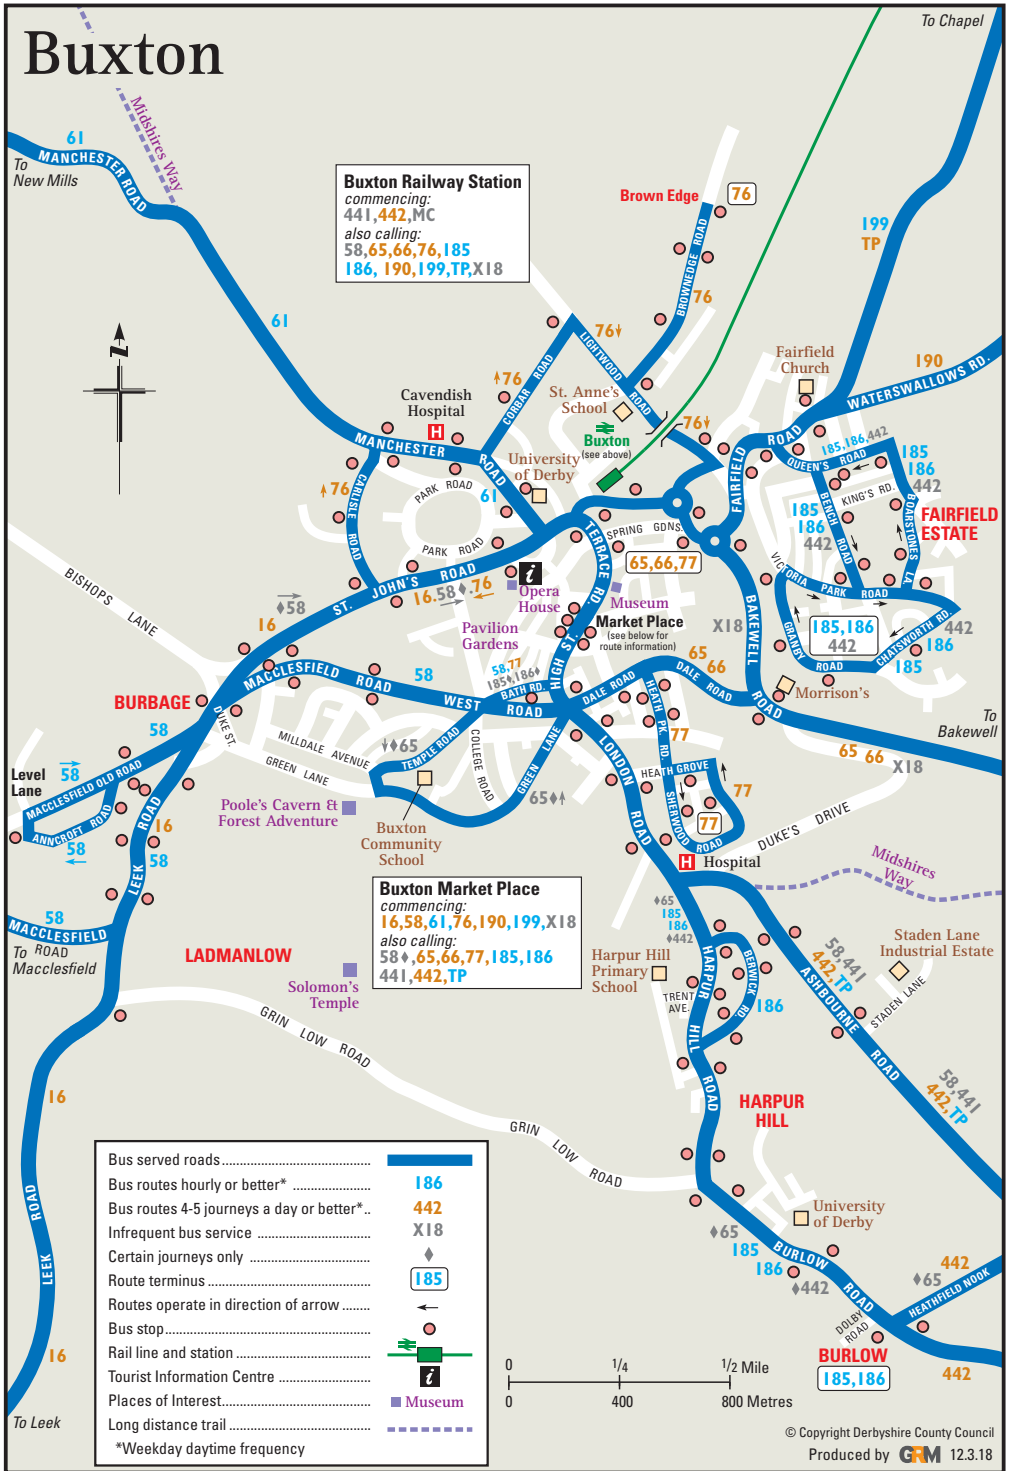 Buxton
To Chapel
Midshires Way
61
MANCHESTER ROAD
To
New Mills
Buxton Railway Station
commencing:
441,442,MC
also calling:
58,65,66,76,185
186, 190,199,TP,X18
Brown Edge
76
199
TP
BROWNEDGE ROAD
76
61
76
LIGHTWOOD ROAD
Fairfield
Church
190
WATERSWALLOWS RD.
76
CORBAR ROAD
St. Anne's
School
Cavendish
Hospital
H
Buxton
(see above)
76
FAIRFIELD ROAD
185,186,442
QUEEN'S ROAD
185
186
442
MANCHESTER ROAD
University
of Derby
76
CARLISLE ROAD
PARK ROAD
61
KING'S RD.
BENCH ROAD
185
186
442
BOARSTONES LA.
FAIRFIELD
ESTATE
TERRACE RD.
SPRING GDNS.
65,66,77
PARK ROAD
VICTORIA PARK ROAD
BISHOPS LANE
ST. JOHN'S ROAD
16.58♦.76
i
Opera
House
Museum
♦58
16
Market Place
(see below for
route information)
Pavilion
Gardens
X18
BAKEWELL ROAD
GRANBY ROAD
185,186
442
CHATSWORTH RD.
442
186
185
HIGH ST.
58,77
185♦,186♦
BATH RD.
65
66
DALE ROAD
DALE ROAD
MACCLESFIELD ROAD
58
WEST ROAD
HEATH PK. RD.
Morrison's
BURBAGE
58
DUKE ST.
MILLDALE AVENUE
GREEN LANE
♦65
TEMPLE ROAD
COLLEGE ROAD
GREEN LANE
65♦
LONDON ROAD
77
To
Bakewell
65 66 X18
Level
Lane
58
MACCLESFIELD OLD ROAD
ANNCROFT ROAD
58
HEATH GROVE
SHERWOOD ROAD
77
77
DUKE'S DRIVE
Poole's Cavern &
Forest Adventure
Buxton
Community
School
LEEK ROAD
16
58
H
Hospital
Midshires
Way
58
MACCLESFIELD
ROAD
To
Macclesfield
Buxton Market Place
commencing:
16,58,61,76,190,199,X18
also calling:
58♦,65,66,77,185,186
441,442,TP
♦65
185
186
♦442
LADMANLOW
Solomon's
Temple
Harpur Hill
Primary
School
TRENT
AVE.
HARPUR HILL ROAD
BERWICK RD.
186
58,441
442,TP
ASHBOURNE ROAD
Staden Lane
Industrial Estate
STADEN LANE
GRIN LOW ROAD
58,441
442,TP
16
HARPUR
HILL
GRIN LOW ROAD
Bus served roads
Bus routes hourly or better* 186
Bus routes 4-5 journeys a day or better* 442
Infrequent bus service X18
Certain journeys only ♦
Route terminus 185
Routes operate in direction of arrow
Bus stop
Rail line and station
Tourist Information Centre i
Places of Interest Museum
Long distance trail
*Weekday daytime frequency
LEEK ROAD
16
To Leek
University
of Derby
♦65
185
186
♦442
BURLOW ROAD
442
♦65
HEATHFIELD NOOK
DOLBY
ROAD
BURLOW
185,186
442
0 1/4 1/2 Mile
0 400 800 Metres
© Copyright Derbyshire County Council
Produced by GRM 12.3.18